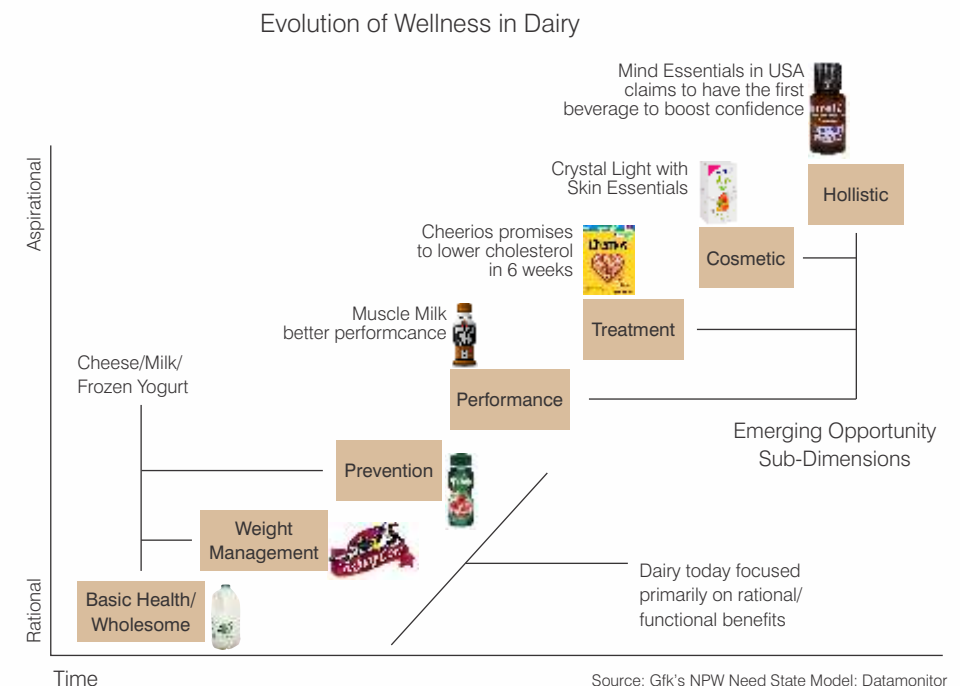 Evolution of Wellness in Dairy
Mind Essentials in USA
claims to have the first
beverage to boost confidence
Aspirational
Crystal Light with
Skin Essentials
Hollistic
Cheerios promises
to lower cholesterol
in 6 weeks
Cosmetic
Muscle Milk
better performcance
Treatment
Cheese/Milk/
Frozen Yogurt
Performance
Emerging Opportunity
Sub-Dimensions
Prevention
Weight
Management
Dairy today focused
primarily on rational/
functional benefits
Rational
Basic Health/
Wholesome
Time
Source: Gfk's NPW Need State Model; Datamonitor